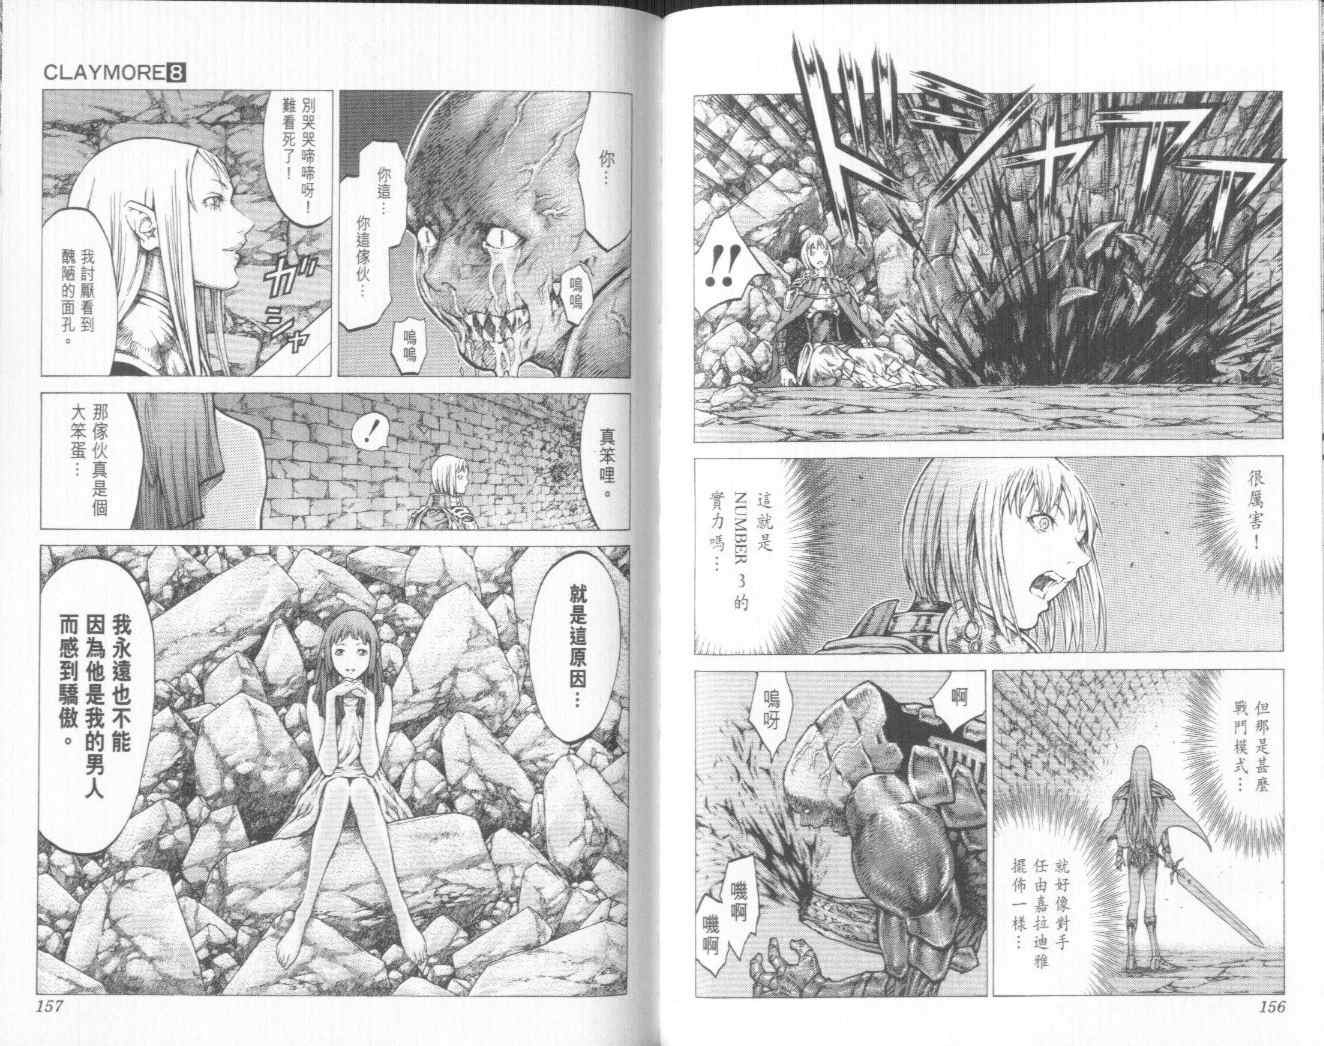 ドシャアア
!!
很厲害！
這就是
NUMBER 3 的
實力嗎…
但那是甚麼
戰鬥模式…
就好像對手
任由嘉拉迪雅
擺佈一樣…
啊
嗚呀
嘰啊
嘰啊
156
CLAYMORE 8
你…
嗚嗚
你這…
你這傢伙…
嗚嗚
別哭哭啼啼呀！
難看死了！
ガッ
シャ
我討厭看到
醜陋的面孔。
真笨哩。
！
那傢伙真是個
大笨蛋…
就是這原因…
我永遠也不能
因為他是我的男人
而感到驕傲。
157